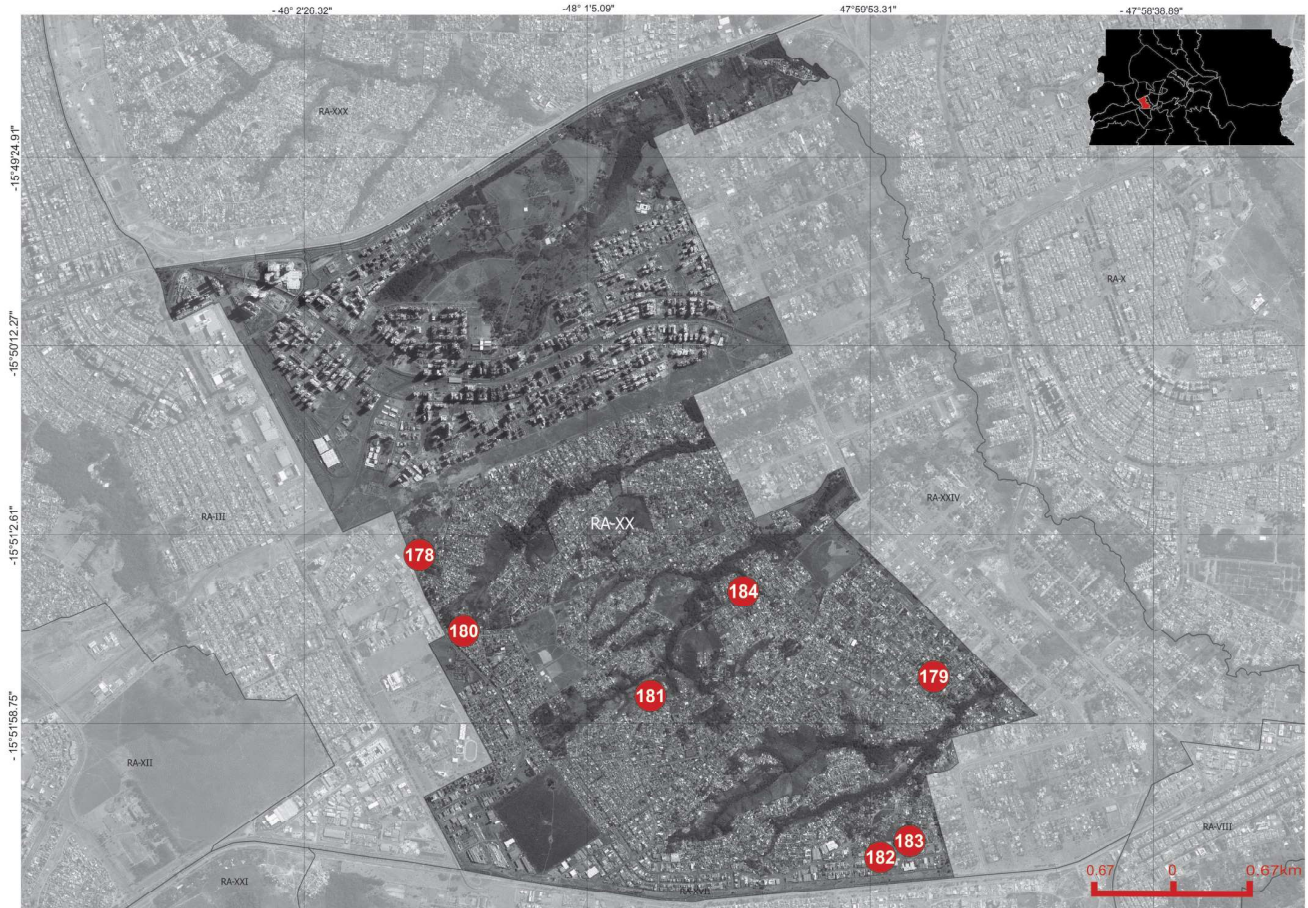 - 40° 2'20.32"
-48° 1'5.09"
47°50'53.31"
-47°58'38.89"
-15°49'24.91"
-15°50'12.27"
-15°51'2.61"
-15°51'58.75"
RA-XXX
RA-X
RA-III
RA-XX
RA-XXIV
178
184
180
179
181
RA-XII
183
182
RA-VIII
0.67
0
0.67km
RA-XXI